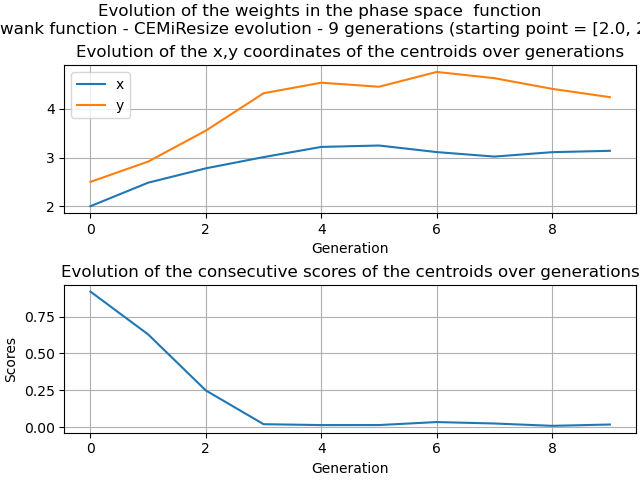 Evolution of the weights in the phase space function
wank function - CEMiResize evolution - 9 generations (starting point = [2.0, 2
Evolution of the x,y coordinates of the centroids over generations
x
y
4
3
2
0 2 4 6 8
Generation
Evolution of the consecutive scores of the centroids over generations
Scores
0.75
0.50
0.25
0.00
0 2 4 6 8
Generation